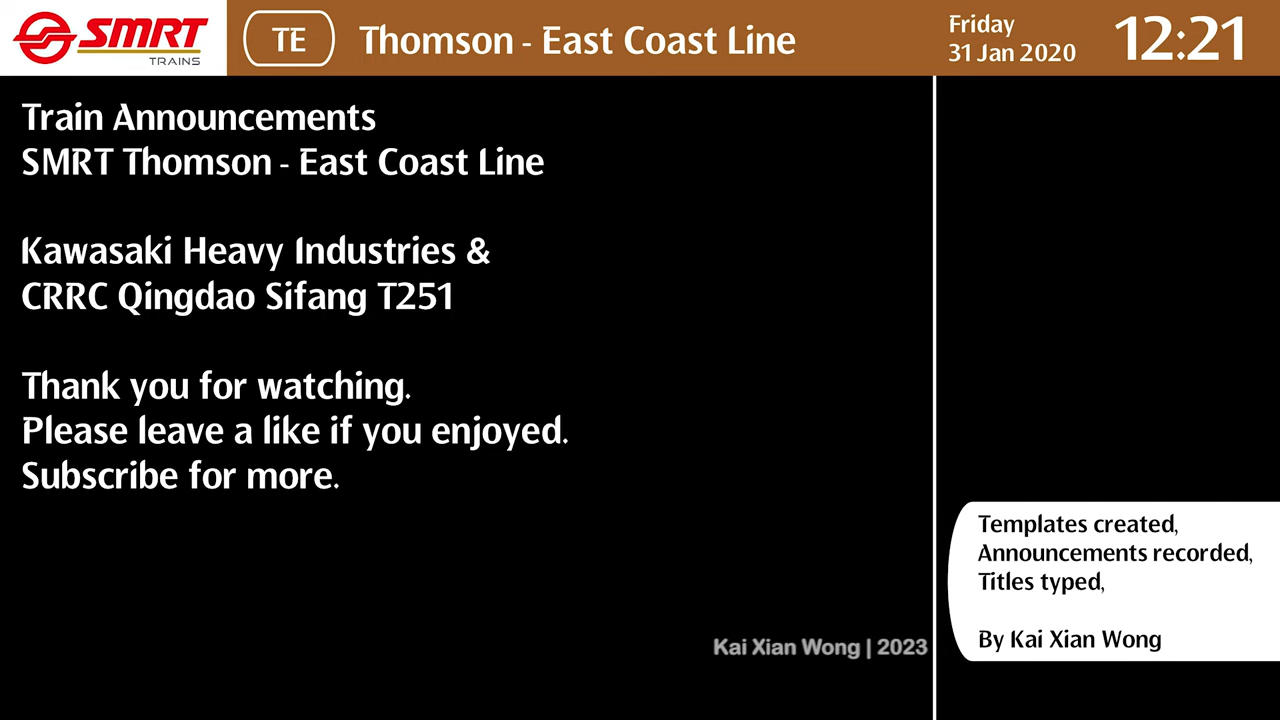 SMRT
TRAINS
TE
Thomson - East Coast Line
Friday
31 Jan 2020
12:21
Train Announcements
SMRT Thomson - East Coast Line
Kawasaki Heavy Industries &
CRRC Qingdao Sifang T251
Thank you for watching.
Please leave a like if you enjoyed.
Subscribe for more.
Templates created,
Announcements recorded,
Titles typed,
By Kai Xian Wong
Kai Xian Wong | 2023